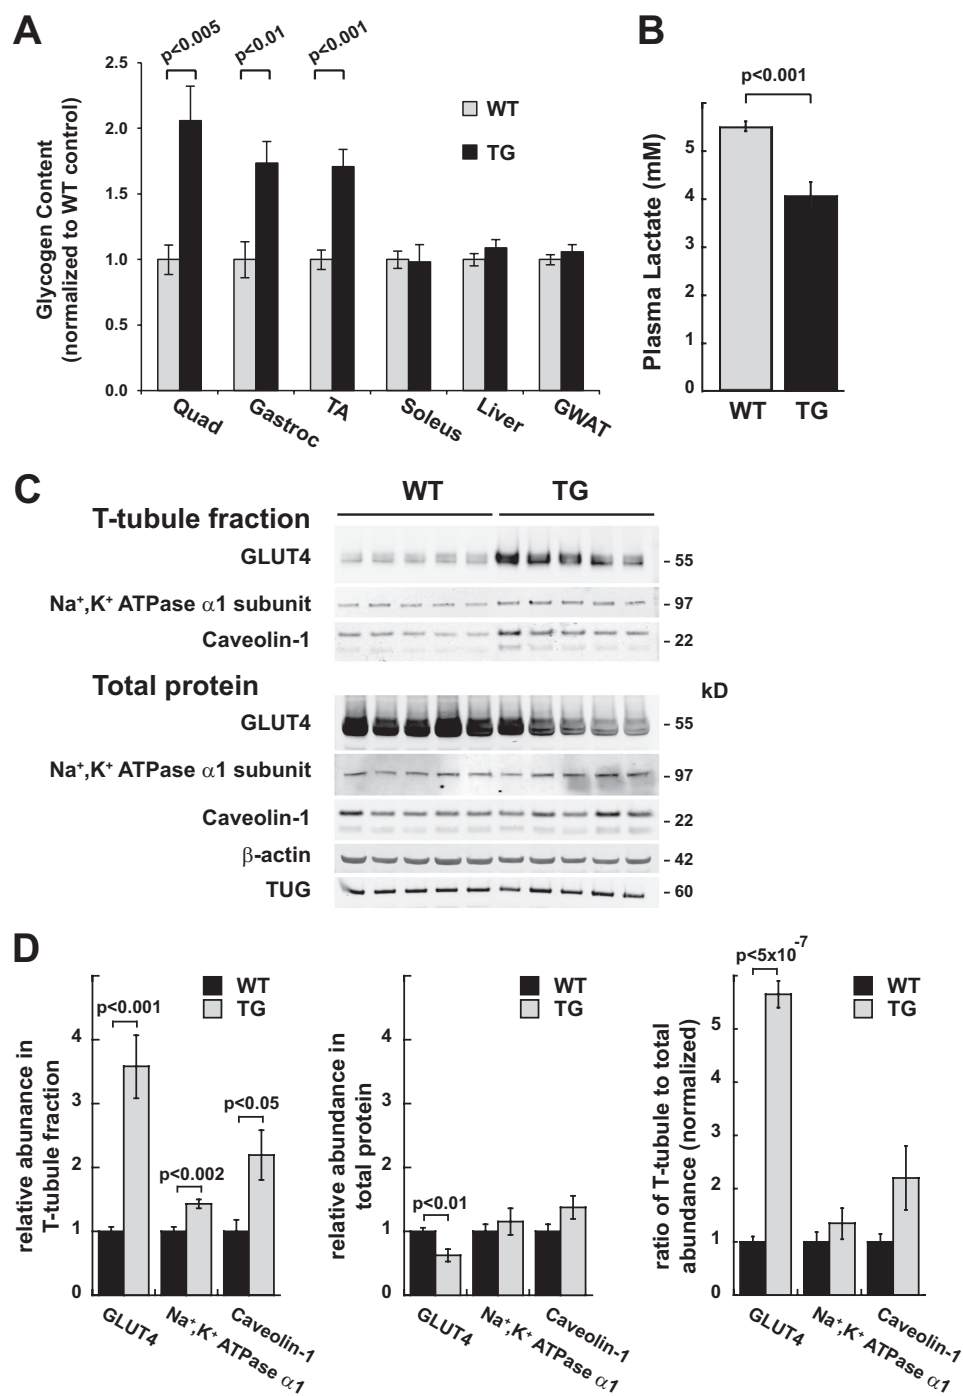 A
p<0.005
p<0.01
p<0.001
2.5
2.0
1.5
1.0
0.5
0.0
Glycogen Content
(normalized to WT control)
WT
TG
Quad
Gastroc
TA
Soleus
Liver
GWAT
B
p<0.001
5
4
3
2
1
0
Plasma Lactate (mM)
WT
TG
C
WT
TG
T-tubule fraction
GLUT4
- 55
Na⁺,K⁺ ATPase α1 subunit
- 97
Caveolin-1
- 22
Total protein
kD
GLUT4
- 55
Na⁺,K⁺ ATPase α1 subunit
- 97
Caveolin-1
- 22
β-actin
- 42
TUG
- 60
D
WT
TG
p<0.001
p<0.002
p<0.05
4
3
2
1
0
relative abunance in
T-tubule fraction
GLUT4
Na⁺,K⁺ ATPase α1
Caveolin-1
WT
TG
p<0.01
4
3
2
1
0
relative abundance in
total protein
GLUT4
Na⁺,K⁺ ATPase α1
Caveolin-1
p<5x10⁻⁷
WT
TG
5
4
3
2
1
0
ratio of T-tubule to total
abundance (normalized)
GLUT4
Na⁺,K⁺ ATPase α1
Caveolin-1